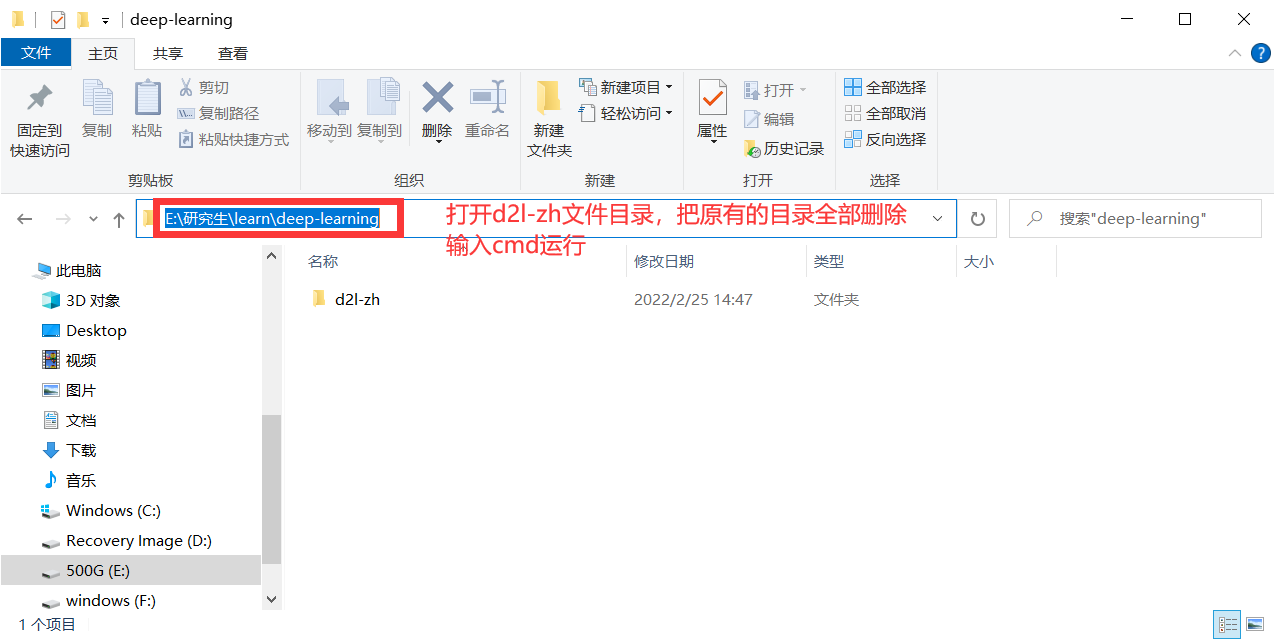 deep-learning
文件 主页 共享 查看
固定到
快速访问
复制
粘贴
剪切
复制路径
粘贴快捷方式
剪贴板
移动到
复制到
删除
重命名
组织
新建
文件夹
新建项目
轻松访问
新建
属性
打开
编辑
历史记录
打开
全部选择
全部取消
反向选择
选择
E:\研究生\learn\deep-learning
打开d2l-zh文件目录，把原有的目录全部删除
输入cmd运行
搜索"deep-learning"
名称 修改日期 类型 大小
d2l-zh 2022/2/25 14:47 文件夹
此电脑
3D 对象
Desktop
视频
图片
文档
下载
音乐
Windows (C:)
Recovery Image (D:)
500G (E:)
windows (F:)
1 个项目